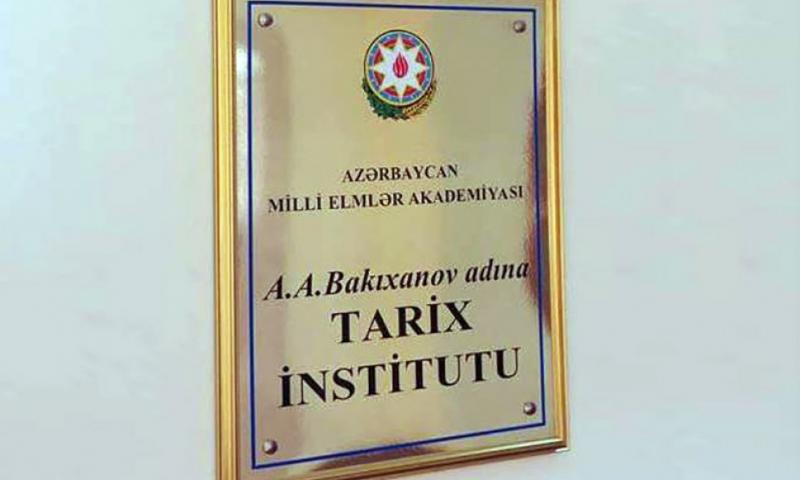 AZƏRBAYCAN
MİLLİ ELMLƏR AKADEMİYASI
A.A.Bakıxanov adına
TARİX
İNSTİTUTU